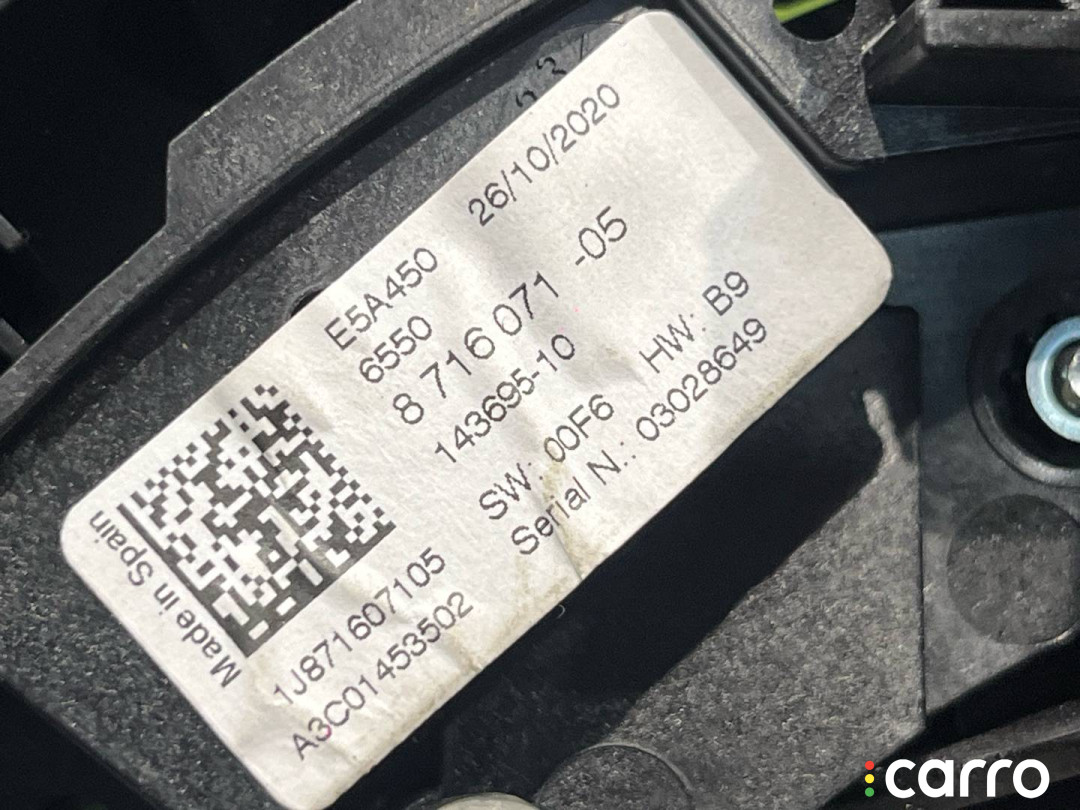 E5A450 26/10/2020
6550
8 716 071 -05
143695-10
SW: 00F6 HW: B9
Serial N.: 03028649
Made in Spain
1J871607105
A3C01453502
carro